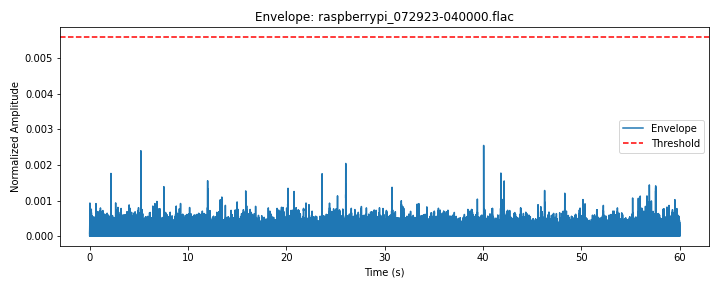 Envelope: raspberrypi_072923-040000.flac
Normalized Amplitude
0.005
0.004
0.003
0.002
0.001
0.000
Envelope
Threshold
0 10 20 30 40 50 60
Time (s)